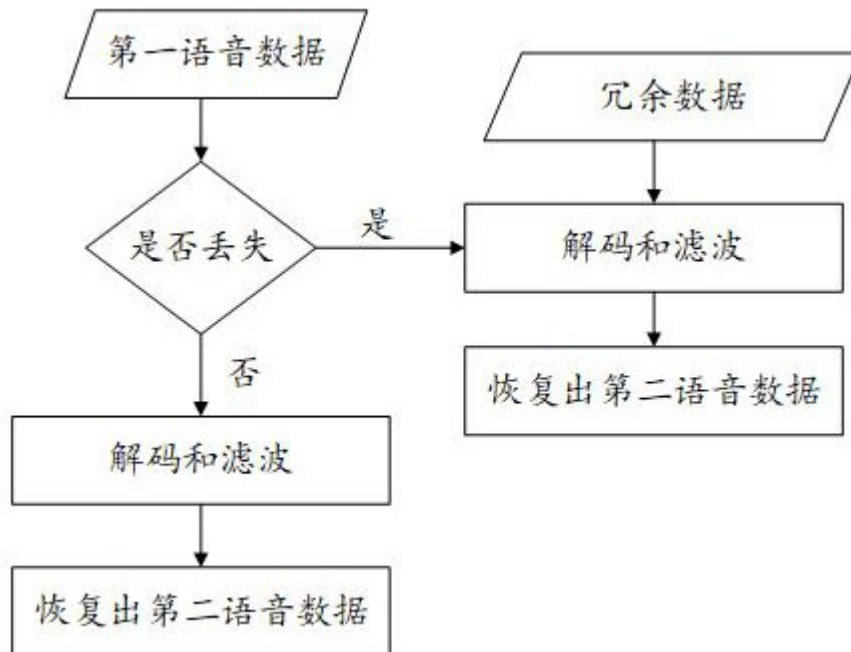 第一语音数据
冗余数据
是否丢失
是
解码和滤波
否
恢复出第二语音数据
解码和滤波
恢复出第二语音数据